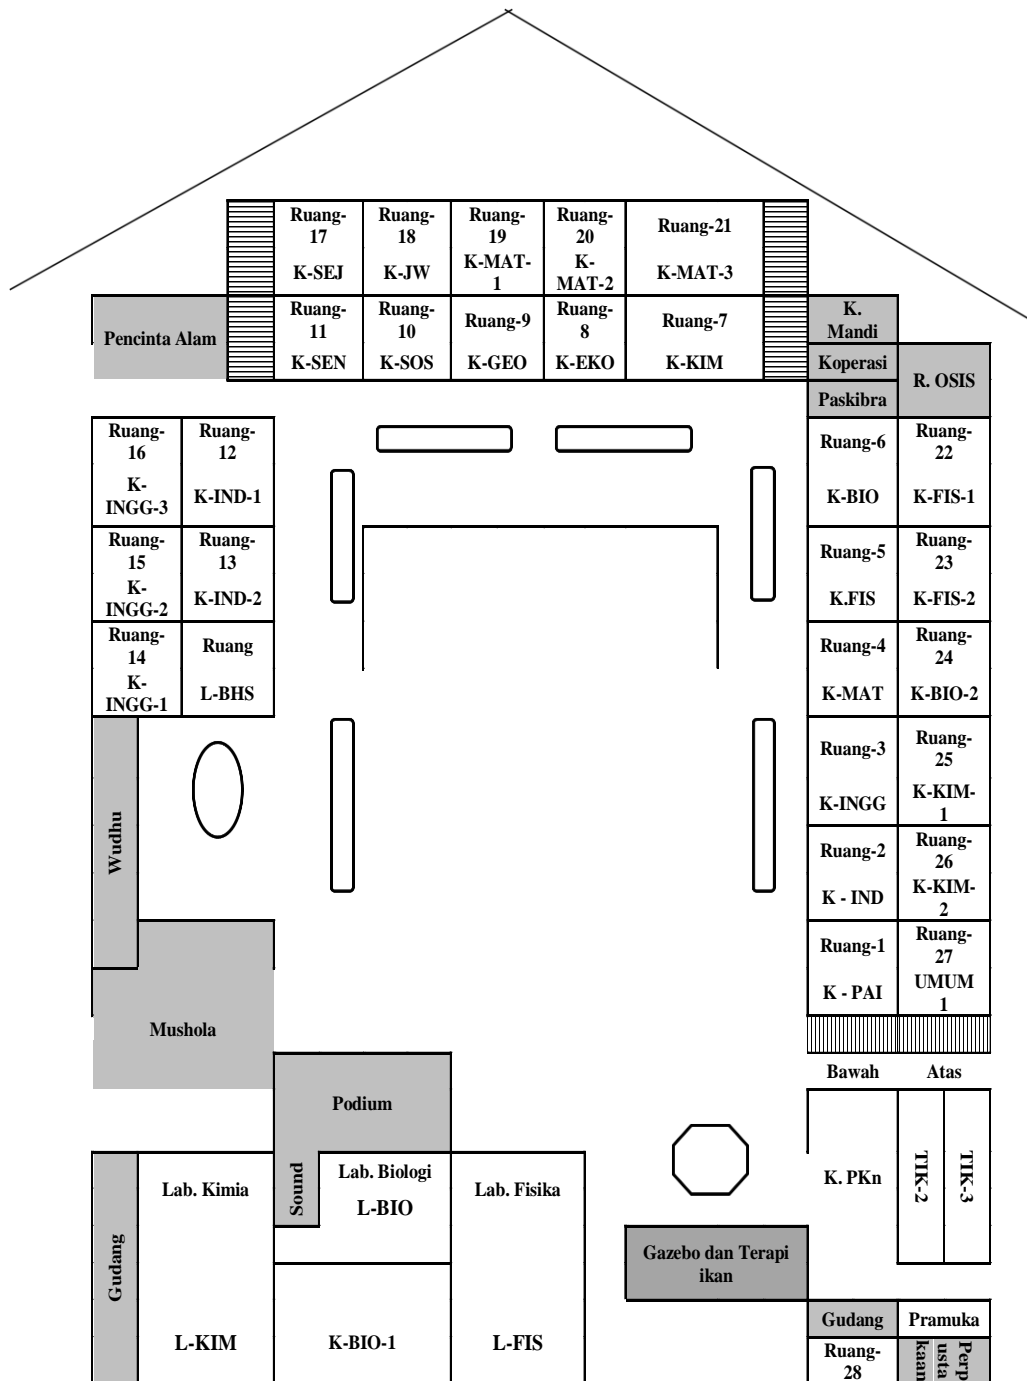 Ruang-
17
K-SEJ
Ruang-
18
K-JW
Ruang-
19
K-MAT-
1
Ruang-
20
K-
MAT-2
Ruang-21
K-MAT-3
Pencinta Alam
Ruang-
11
K-SEN
Ruang-
10
K-SOS
Ruang-9
K-GEO
Ruang-
8
K-EKO
Ruang-7
K-KIM
K.
Mandi
Koperasi
Paskibra
R. OSIS
Ruang-
16
K-
INGG-3
Ruang-
12
K-IND-1
Ruang-6
K-BIO
Ruang-
22
K-FIS-1
Ruang-
15
K-
INGG-2
Ruang-
13
K-IND-2
Ruang-5
K.FIS
Ruang-
23
K-FIS-2
Ruang-
14
K-
INGG-1
Ruang
L-BHS
Ruang-4
K-MAT
Ruang-
24
K-BIO-2
Ruang-3
K-INGG
Ruang-
25
K-KIM-
1
Wudhu
Ruang-2
K - IND
Ruang-
26
K-KIM-
2
Ruang-1
K - PAI
Ruang-
27
UMUM
1
Mushola
Bawah
Atas
Podium
K. PKn
TIK-2
TIK-3
Gudang
Lab. Kimia
L-KIM
Sound
Lab. Biologi
L-BIO
K-BIO-1
Lab. Fisika
L-FIS
Gazebo dan Terapi
ikan
Gudang
Pramuka
Ruang-
28
Perp
usta
kaan